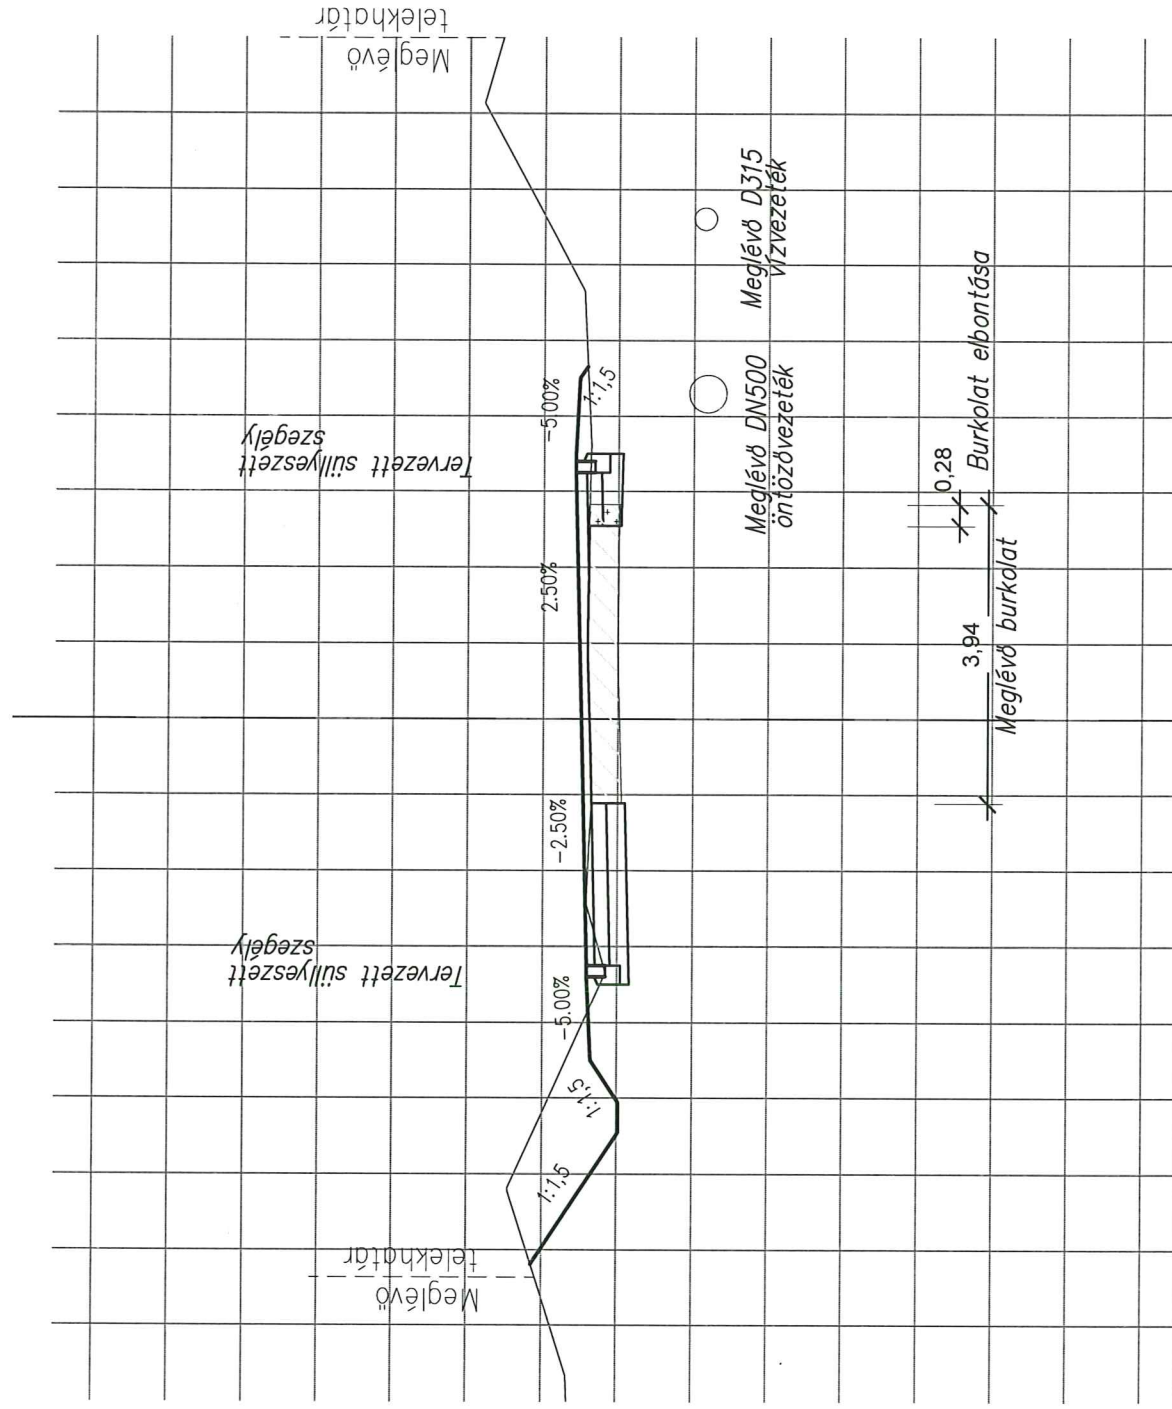 Meglévő
telekhatár
Tervezett süllyesztett
szegély
-5.00%
1:1,5
2.50%
-2.50%
Tervezett süllyesztett
szegély
-5.00%
1:1,5
1:1,5
Meglévő
telekhatár
Meglévő D315
vízvezeték
Meglévő DN500
öntözővezeték
0,28
Burkolat elbontása
3,94
Meglévő burkolat